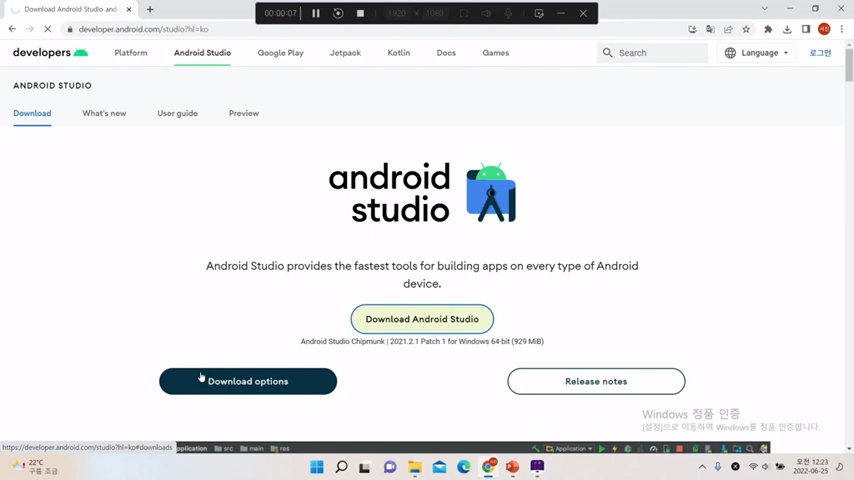 Download Android Studio and
00:00:07
1920 × 1080
developer.android.com/studio?hl=ko
developers
Platform
Android Studio
Google Play
Jetpack
Kotlin
Docs
Games
Search
Language
로그인
ANDROID STUDIO
Download
What's new
User guide
Preview
android
studio
Android Studio provides the fastest tools for building apps on every type of Android
device.
Download Android Studio
Android Studio Chipmunk | 2021.2.1 Patch 1 for Windows 64-bit (929 MiB)
Download options
Release notes
Windows 정품 인증
[설정]으로 이동하여 Windows를 정품 인증합니다.
https://developer.android.com/studio?hl=ko#downloads
application
src
main
res
Application
22°C
구름 조금
오전 12:23
2022-06-25